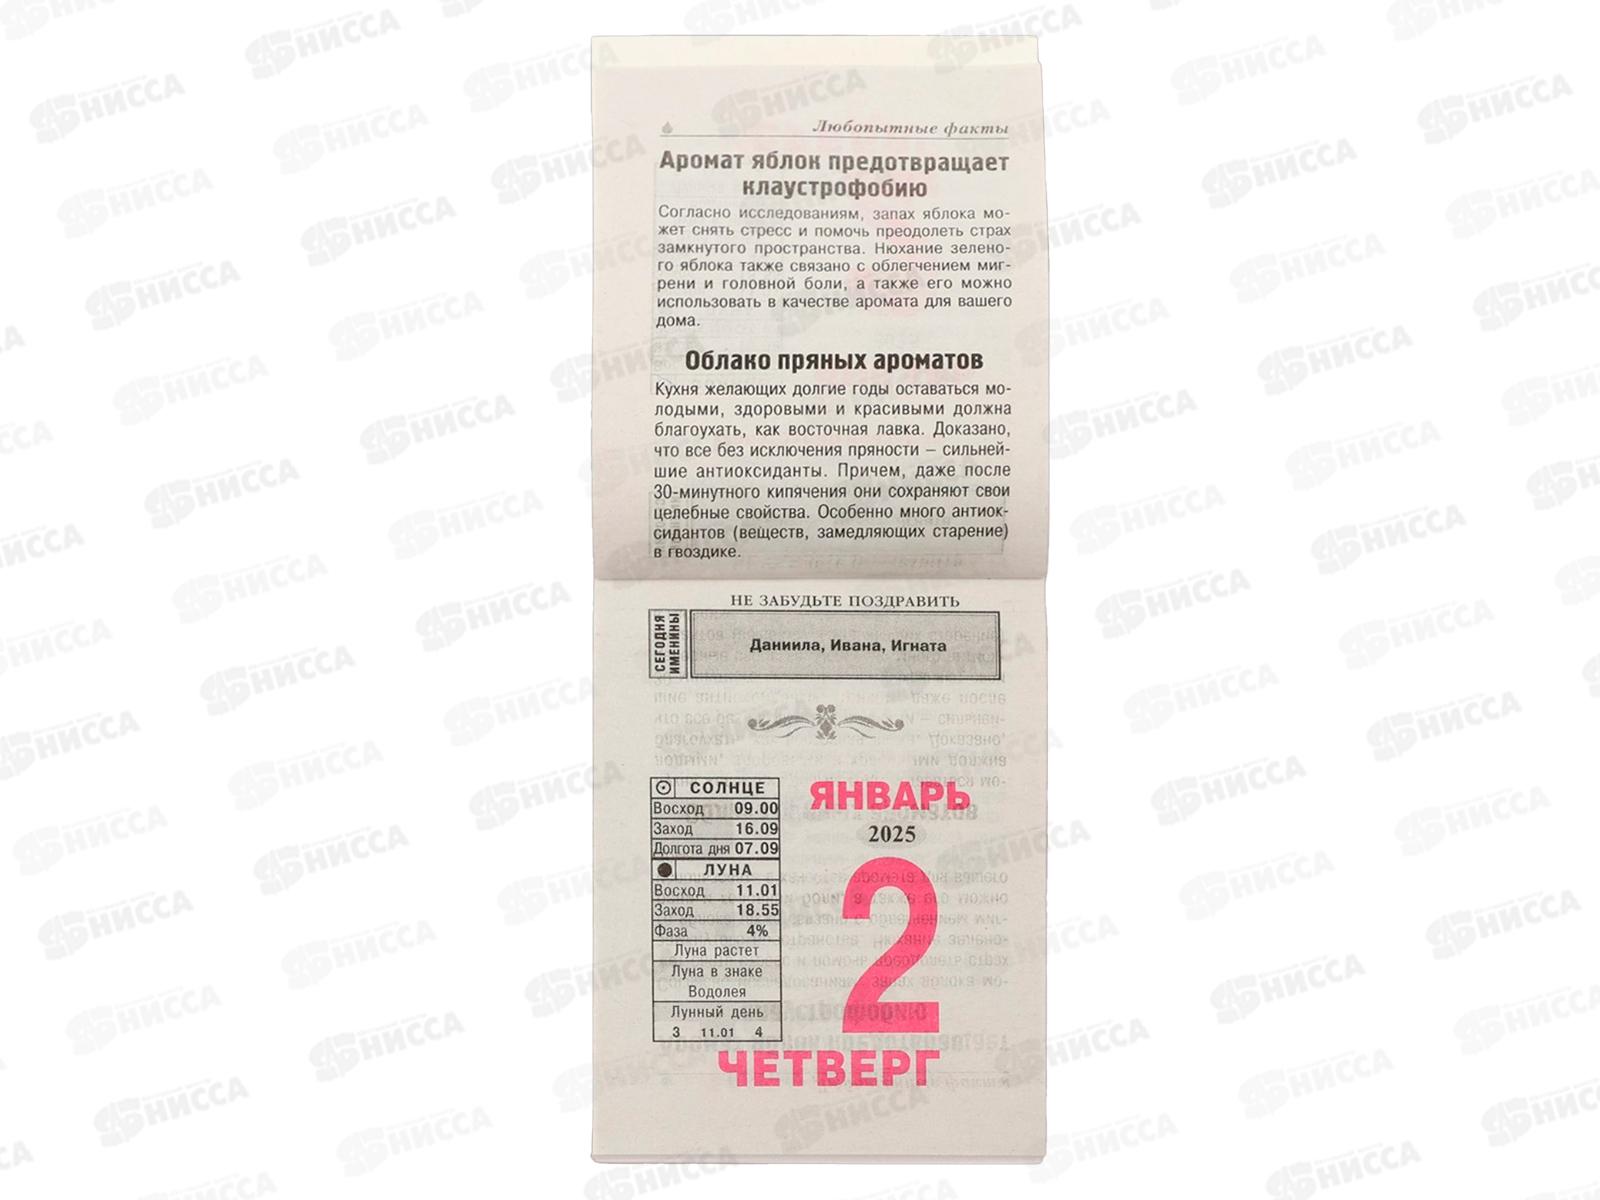 Любопытные факты
Аромат яблок предотвращает
клаустрофобию
Согласно исследованиям, запах яблока мо-
жет снять стресс и помочь преодолеть страх
замкнутого пространства. Нюхание зелено-
го яблока также связано с облегчением миг-
рени и головной боли, а также его можно
использовать в качестве аромата для вашего
дома.
Облако пряных ароматов
Кухня желающих долгие годы оставаться мо-
лодыми, здоровыми и красивыми должна
благоухать, как восточная лавка. Доказано,
что все без исключения пряности – сильней-
шие антиоксиданты. Причем, даже после
30-минутного кипячения они сохраняют свои
целебные свойства. Особенно много антиок-
сидантов (веществ, замедляющих старение)
в гвоздике.
НЕ ЗАБУДЬТЕ ПОЗДРАВИТЬ
СЕГОДНЯ
ИМЕНИНЫ
Даниила, Ивана, Игната
СОЛНЦЕ
Восход 09.00
Заход 16.09
Долгота дня 07.09
ЛУНА
Восход 11.01
Заход 18.55
Фаза 4%
Луна растет
Луна в знаке
Водолея
Лунный день
3 11.01 4
ЯНВАРЬ
2025
2
ЧЕТВЕРГ
НИССА